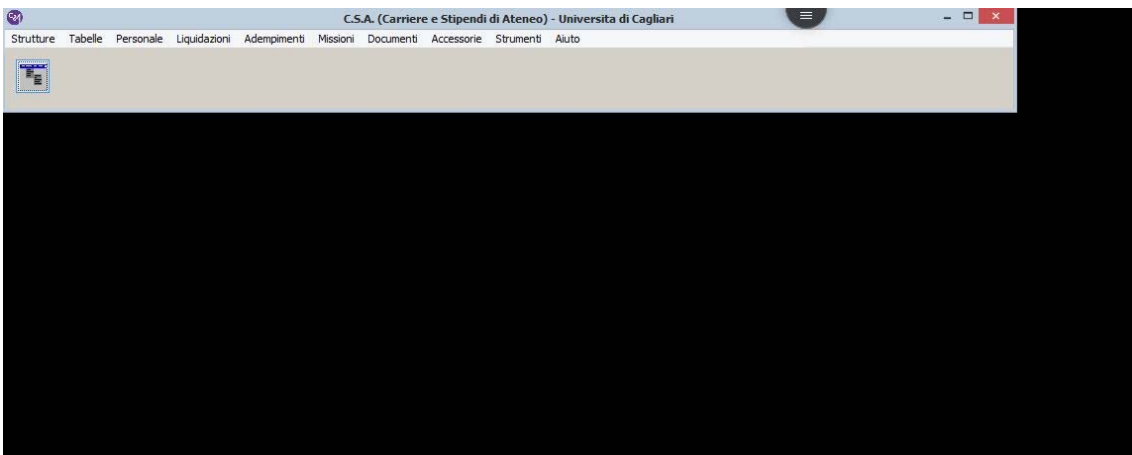 C.S.A. (Carriere e Stipendi di Ateneo) - Universita di Cagliari
Strutture Tabelle Personale Liquidazioni Adempimenti Missioni Documenti Accessorie Strumenti Aiuto